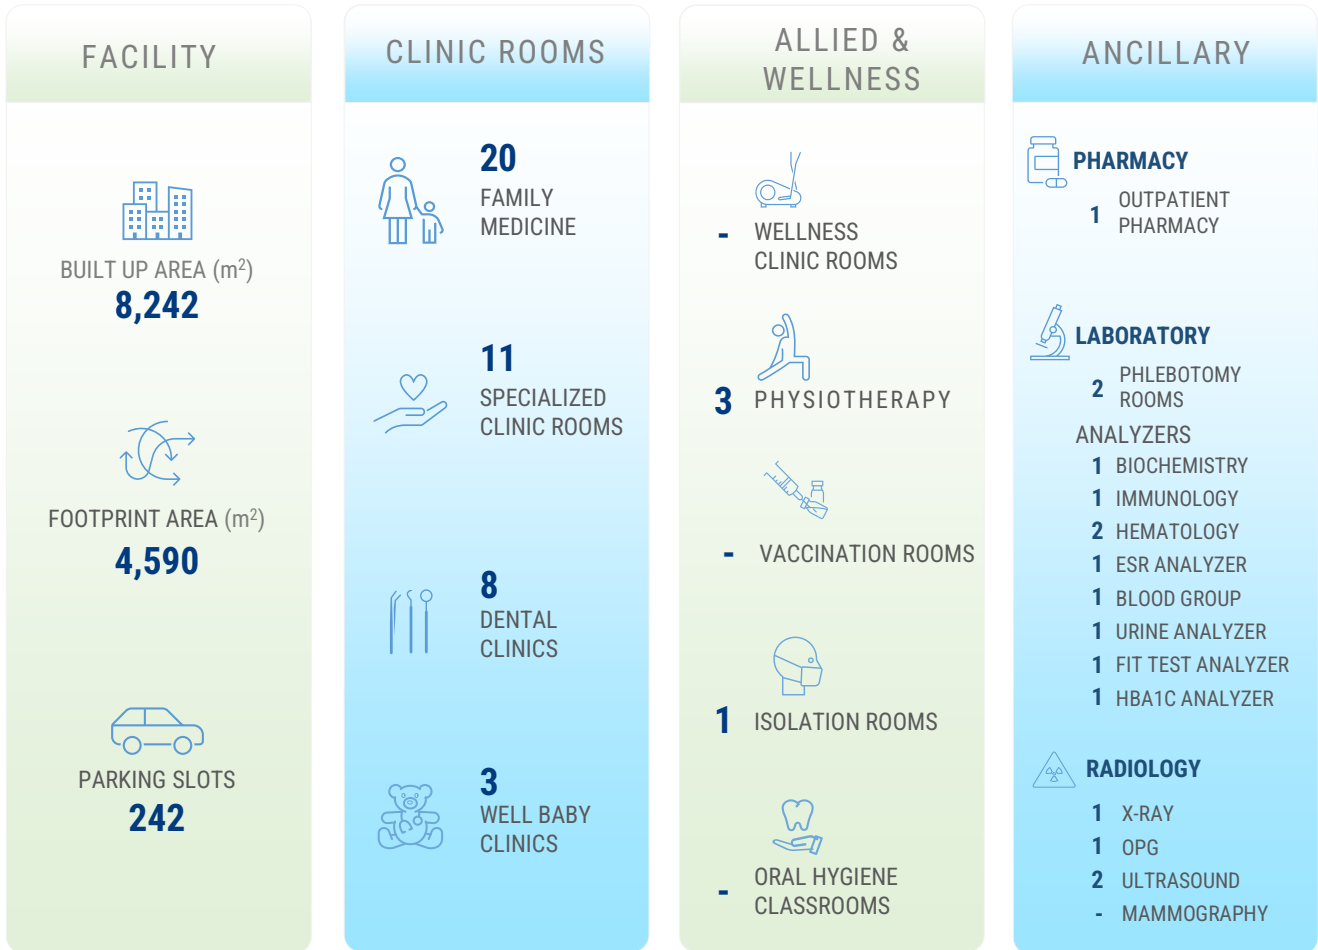 FACILITY
BUILT UP AREA (m²)
8,242
FOOTPRINT AREA (m²)
4,590
PARKING SLOTS
242
CLINIC ROOMS
20
FAMILY
MEDICINE
11
SPECIALIZED
CLINIC ROOMS
8
DENTAL
CLINICS
3
WELL BABY
CLINICS
ALLIED &
WELLNESS
- WELLNESS
CLINIC ROOMS
3 PHYSIOTHERAPY
- VACCINATION ROOMS
1 ISOLATION ROOMS
- ORAL HYGIENE
CLASSROOMS
ANCILLARY
PHARMACY
1 OUTPATIENT
PHARMACY
LABORATORY
2 PHLEBOTOMY
ROOMS
ANALYZERS
1 BIOCHEMISTRY
1 IMMUNOLOGY
2 HEMATOLOGY
1 ESR ANALYZER
1 BLOOD GROUP
1 URINE ANALYZER
1 FIT TEST ANALYZER
1 HBA1C ANALYZER
RADIOLOGY
1 X-RAY
1 OPG
2 ULTRASOUND
- MAMMOGRAPHY